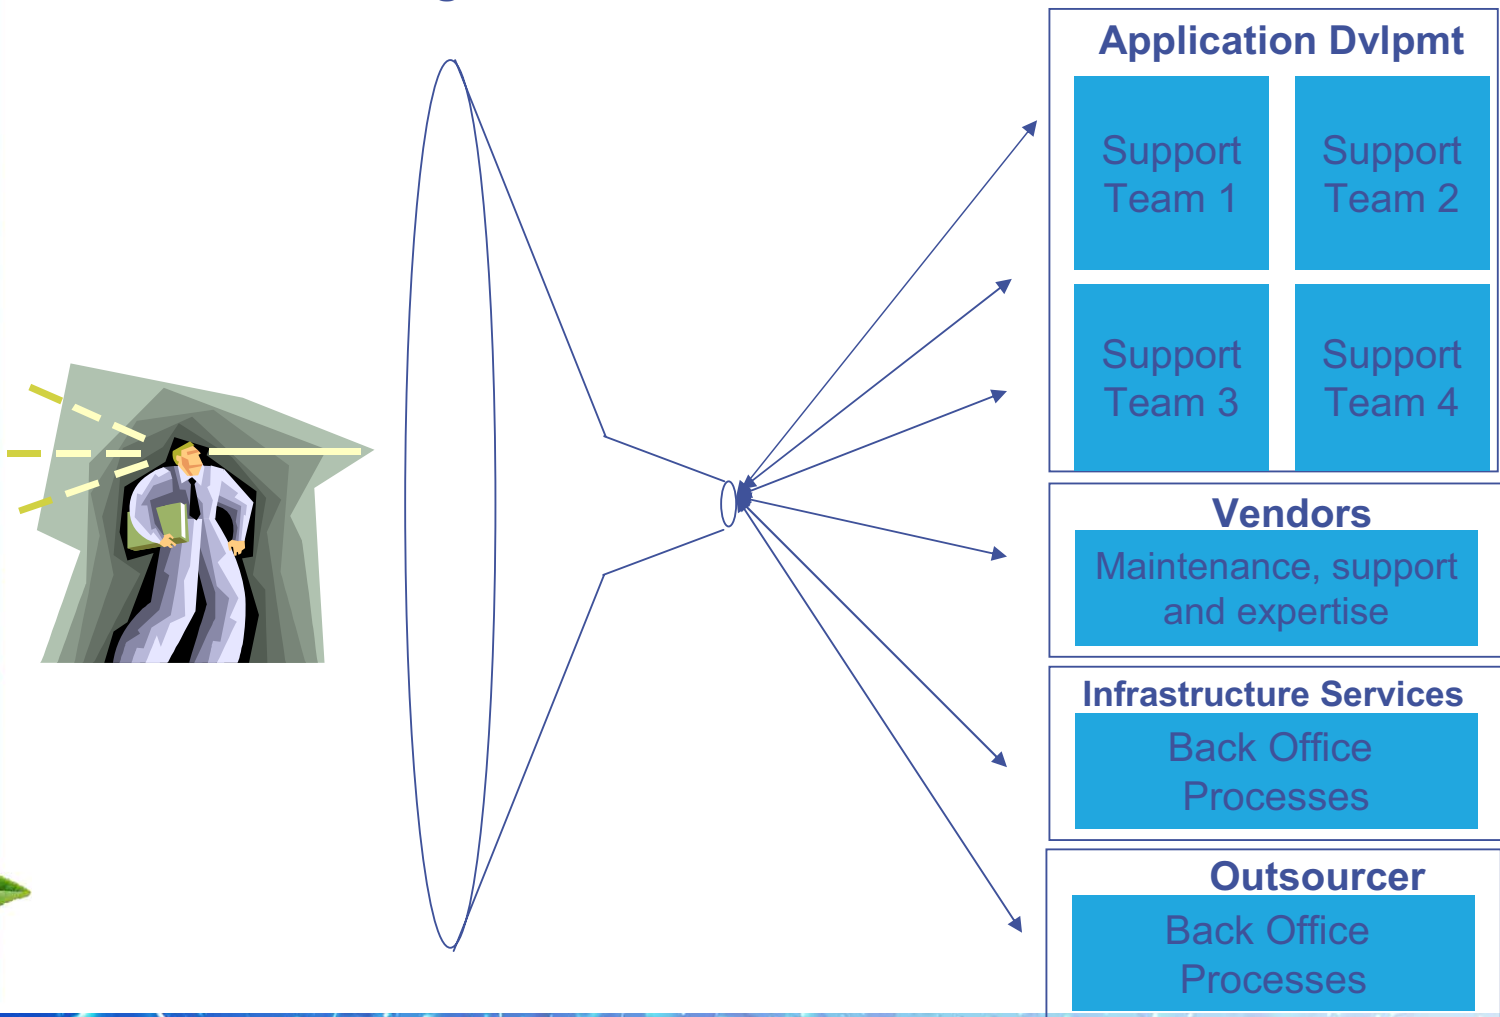 Application Dvlpmt
Support
Team 1
Support
Team 2
Support
Team 3
Support
Team 4
Vendors
Maintenance, support
and expertise
Infrastructure Services
Back Office
Processes
Outsourcer
Back Office
Processes